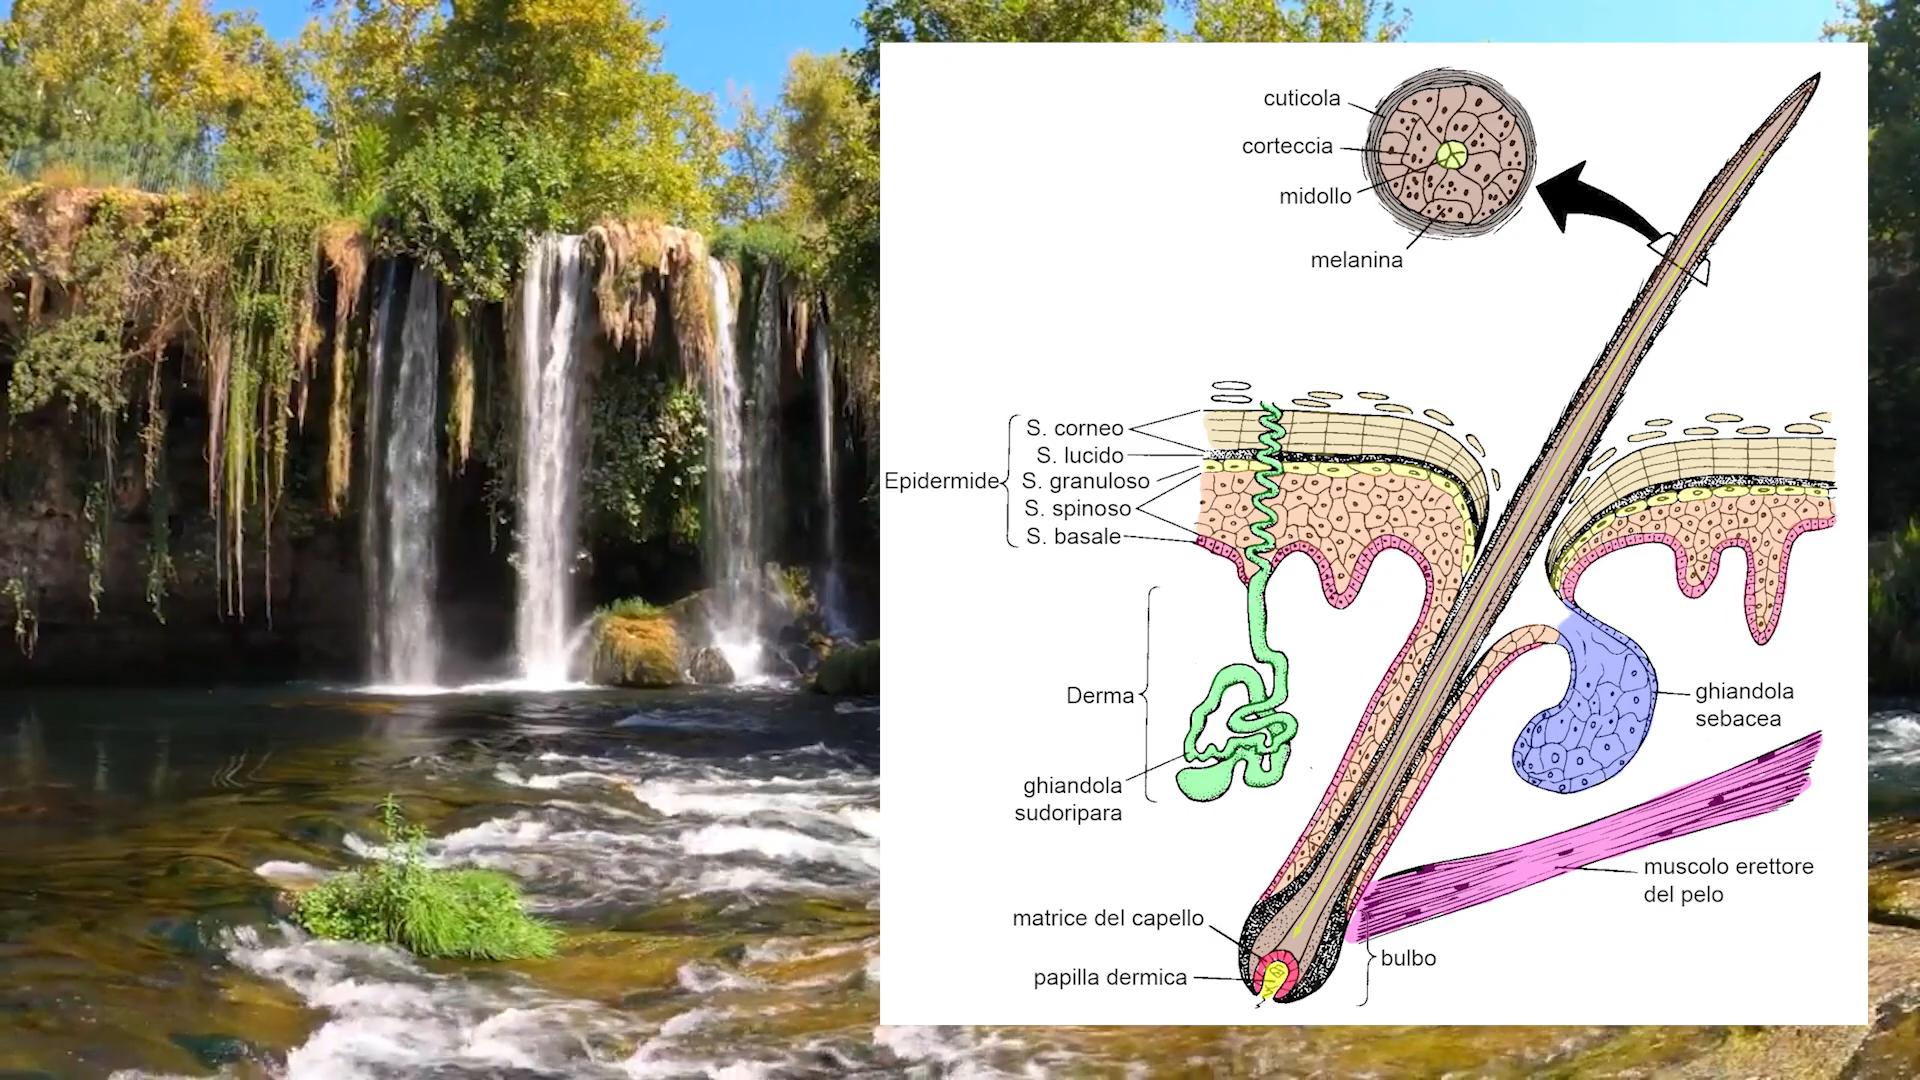 cuticola
corteccia
midollo
melanina
S. corneo
S. lucido
Epidermide
S. granuloso
S. spinoso
S. basale
Derma
ghiandola
sebacea
ghiandola
sudoripara
muscolo erettore
del pelo
matrice del capello
bulbo
papilla dermica